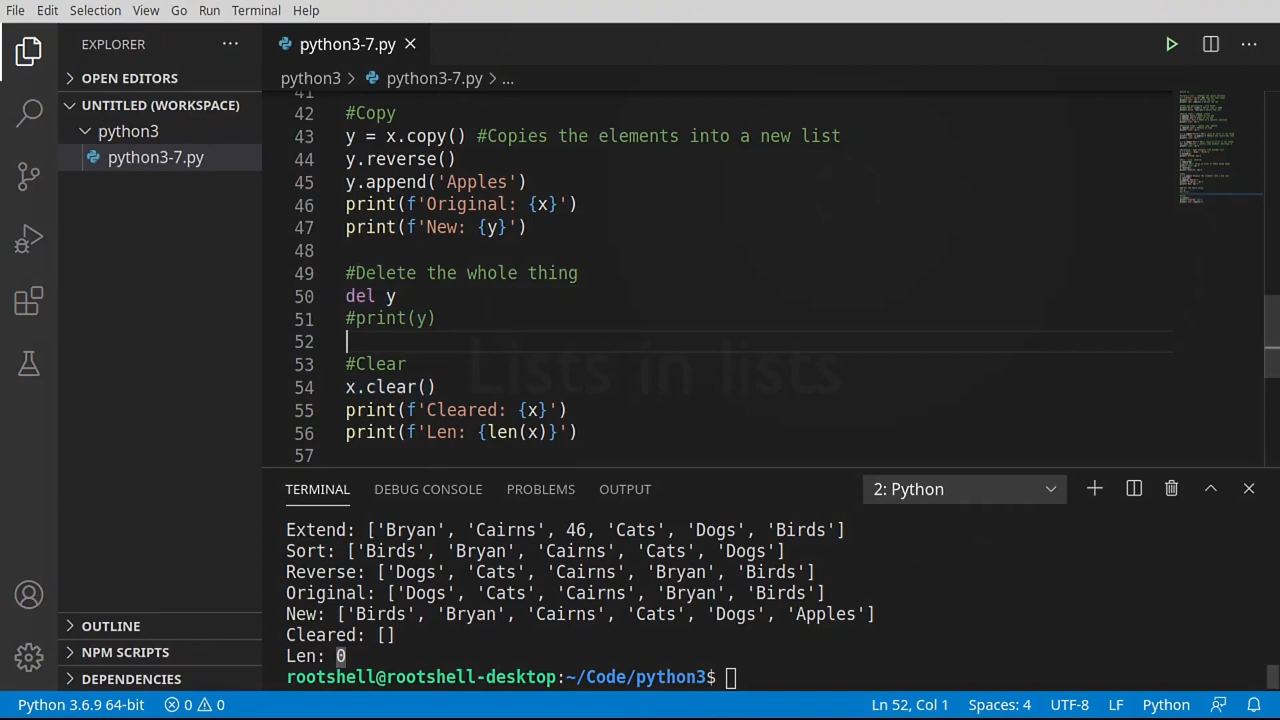 File Edit Selection View Go Run Terminal Help
EXPLORER ...
python3-7.py
OPEN EDITORS
python3 > python3-7.py > ...
UNTITLED (WORKSPACE)
python3
python3-7.py
41
42 #Copy
43 y = x.copy() #Copies the elements into a new list
44 y.reverse()
45 y.append('Apples')
46 print(f'Original: {x}')
47 print(f'New: {y}')
48
49 #Delete the whole thing
50 del y
51 #print(y)
52
Lists in lists
53 #Clear
54 x.clear()
55 print(f'Cleared: {x}')
56 print(f'Len: {len(x)}')
57
TERMINAL DEBUG CONSOLE PROBLEMS OUTPUT 2: Python
Extend: ['Bryan', 'Cairns', 46, 'Cats', 'Dogs', 'Birds']
Sort: ['Birds', 'Bryan', 'Cairns', 'Cats', 'Dogs']
Reverse: ['Dogs', 'Cats', 'Cairns', 'Bryan', 'Birds']
Original: ['Dogs', 'Cats', 'Cairns', 'Bryan', 'Birds']
New: ['Birds', 'Bryan', 'Cairns', 'Cats', 'Dogs', 'Apples']
Cleared: []
Len: 0
rootshell@rootshell-desktop:~/Code/python3$
OUTLINE
NPM SCRIPTS
DEPENDENCIES
Python 3.6.9 64-bit 0 0 Ln 52, Col 1 Spaces: 4 UTF-8 LF Python